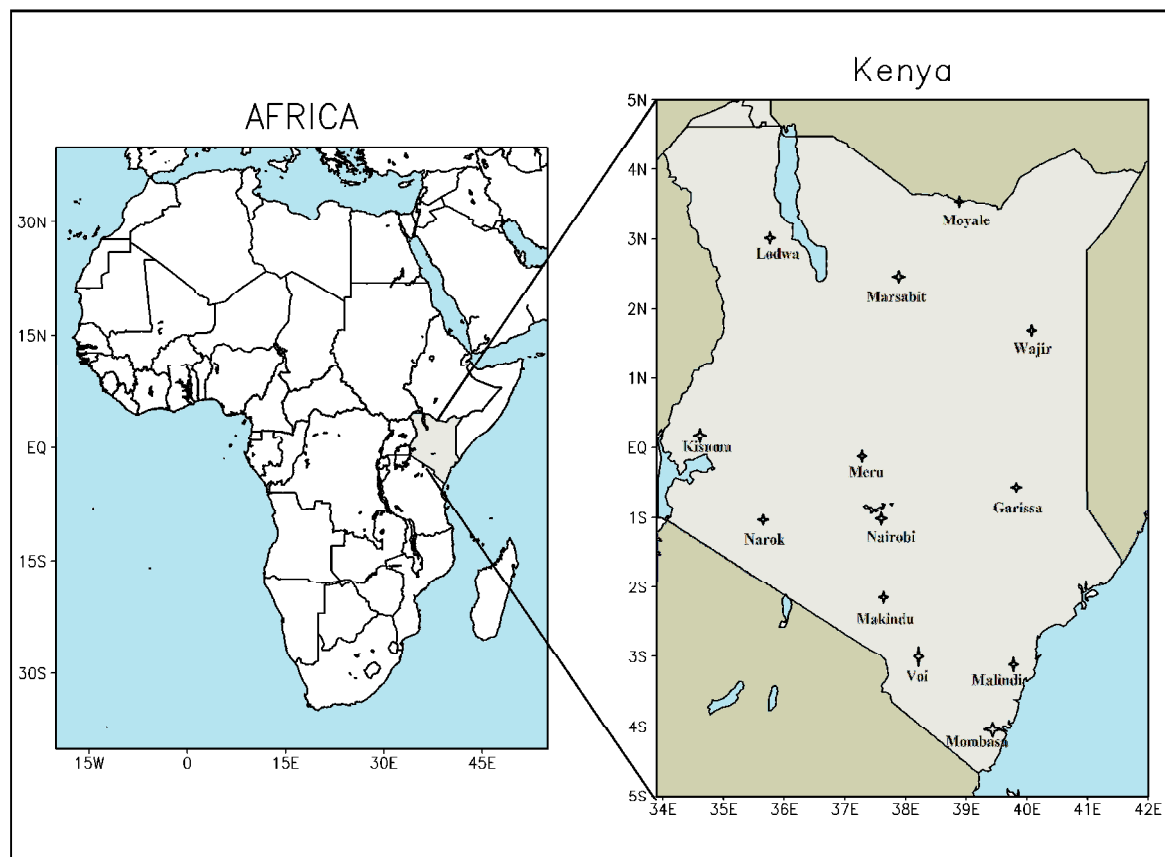 AFRICA
30N
15N
EQ
15S
30S
15W
0
15E
30E
45E
Kenya
5N
4N
3N
2N
1N
EQ
1S
2S
3S
4S
5S
34E
35E
36E
37E
38E
39E
40E
41E
42E
Moyale
Lodwa
Marsabit
Wajir
Kisumu
Meru
Garissa
Narok
Nairobi
Makindu
Voi
Malindi
Mombasa